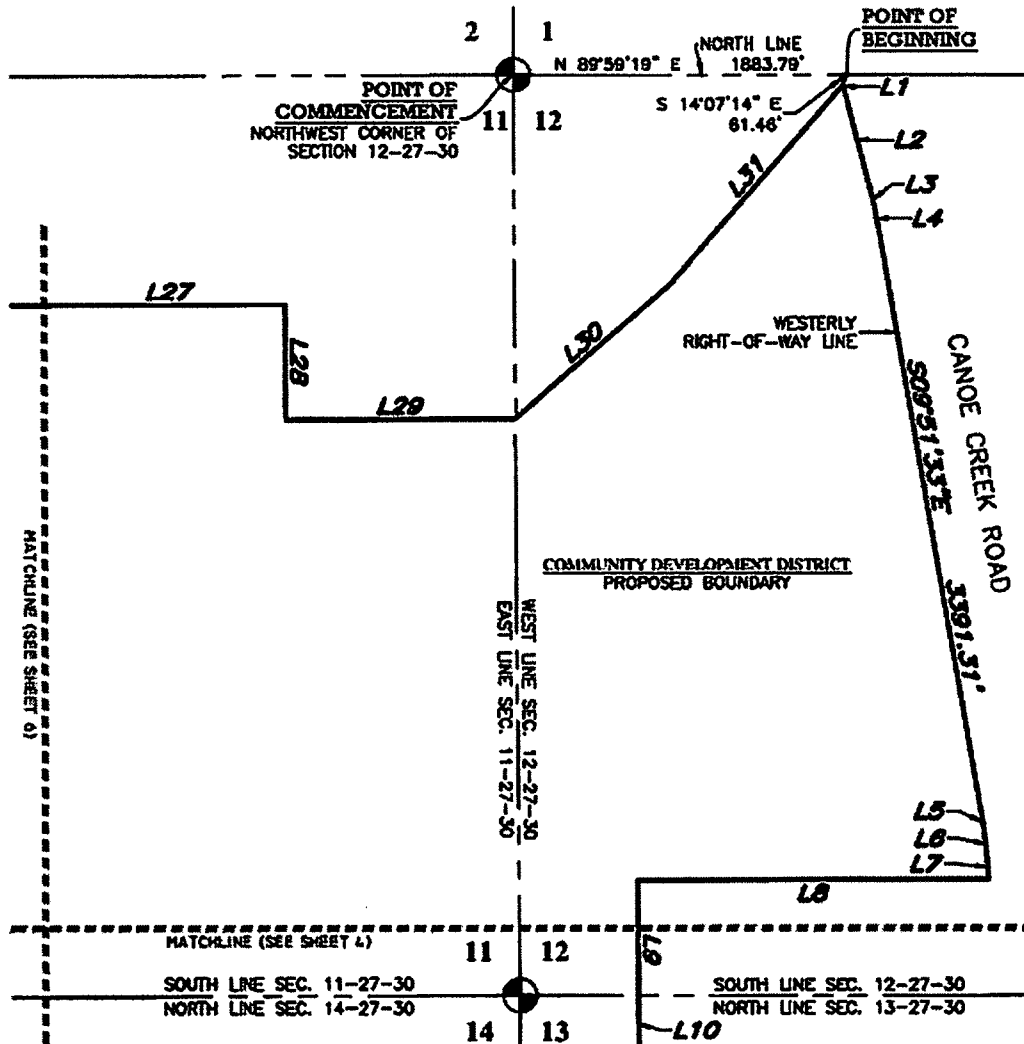 2 1
POINT OF
BEGINNING
NORTH LINE
N 89°59'19" E 1883.79'
POINT OF
COMMENCEMENT
NORTHWEST CORNER OF
SECTION 12-27-30
11 12
S 14°07'14" E
61.46'
L1
L2
L3
L4
L31
L27
L28
L29
L30
WESTERLY
RIGHT-OF-WAY LINE
CANOE CREEK ROAD
S09°51'33"E 3391.31'
COMMUNITY DEVELOPMENT DISTRICT
PROPOSED BOUNDARY
MATCHLINE (SEE SHEET 6)
WEST LINE SEC. 12-27-30
EAST LINE SEC. 11-27-30
L5
L6
L7
L8
MATCHLINE (SEE SHEET 4)
11 12
L9
SOUTH LINE SEC. 11-27-30
NORTH LINE SEC. 14-27-30
SOUTH LINE SEC. 12-27-30
NORTH LINE SEC. 13-27-30
14 13
L10